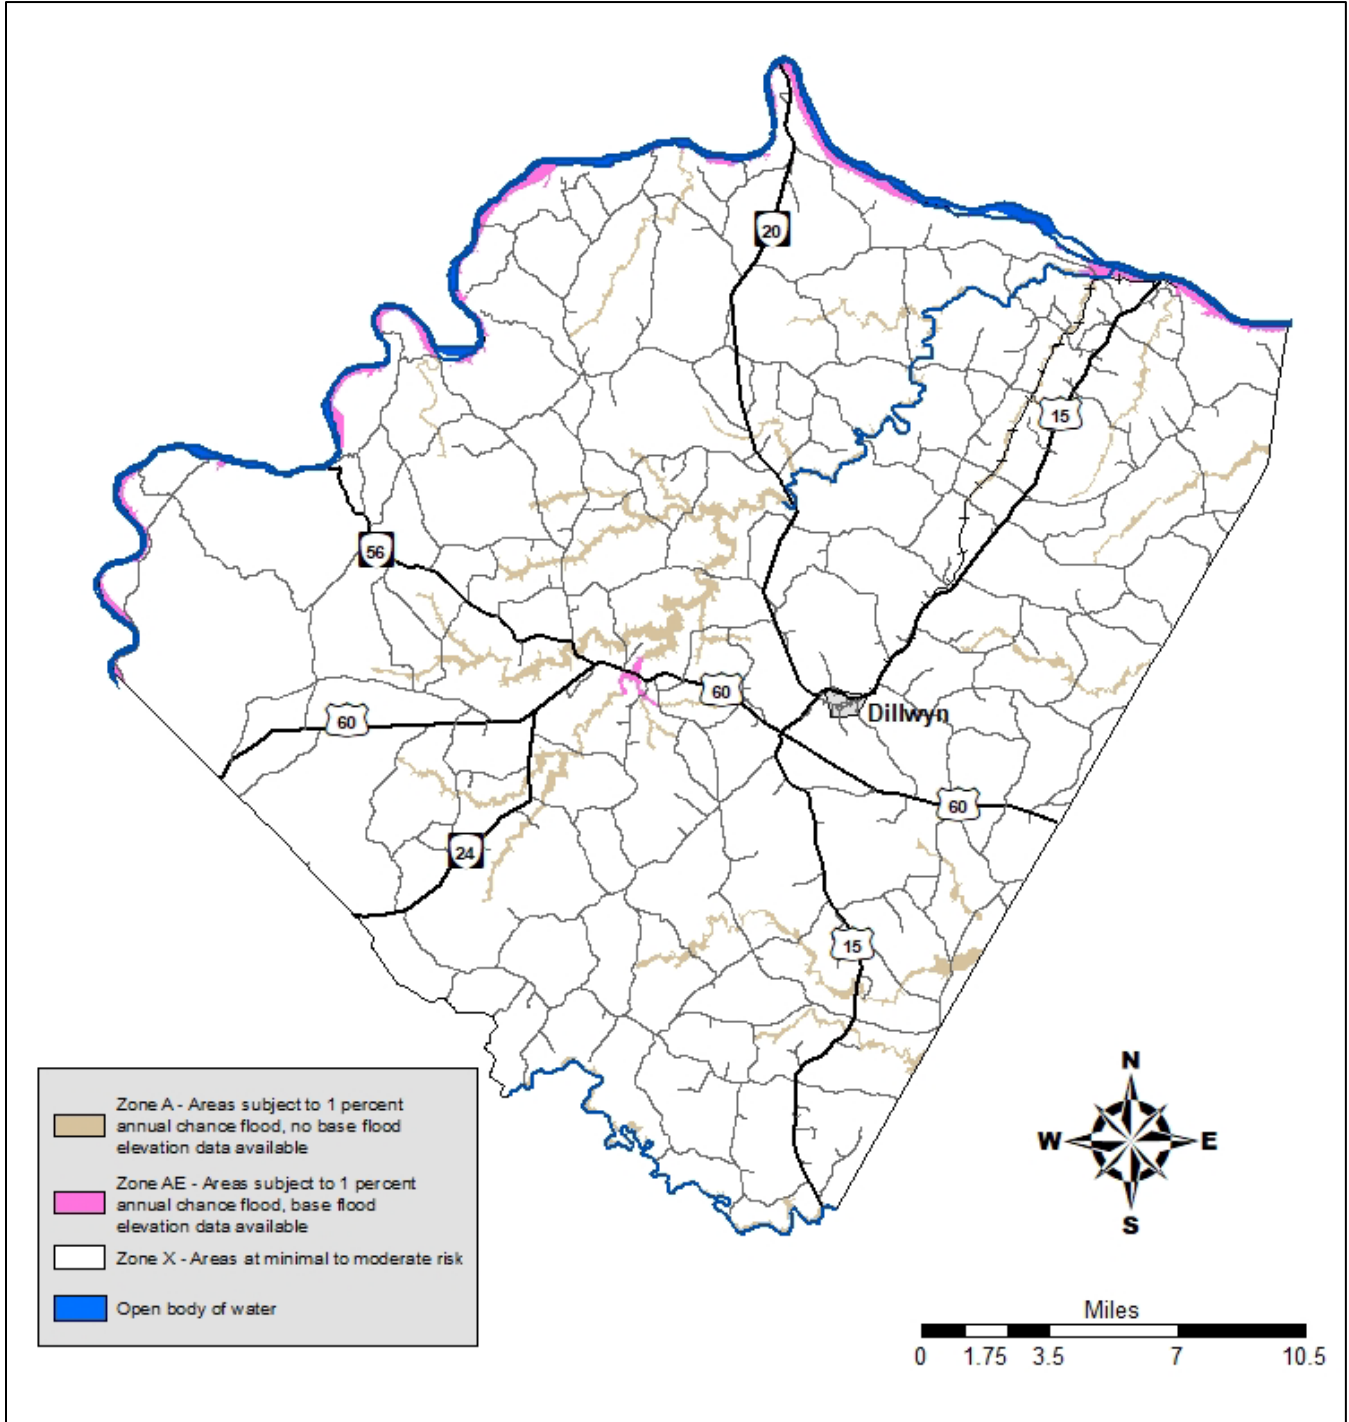 20
15
56
60
60
Dillwyn
60
24
15
Zone A - Areas subject to 1 percent
annual chance flood, no base flood
elevation data available
Zone AE - Areas subject to 1 percent
annual chance flood, base flood
elevation data available
Zone X - Areas at minimal to moderate risk
Open body of water
N
W E
S
Miles
0 1.75 3.5 7 10.5